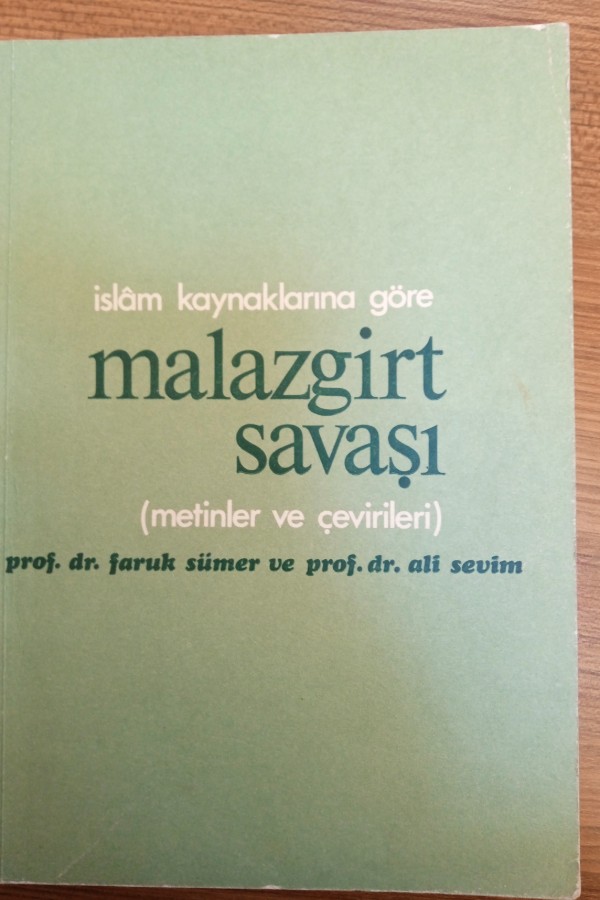 islâm kaynaklarına göre
malazgirt
savaşı
(metinler ve çevirileri)
prof. dr. faruk sümer ve prof. dr. ali sevim